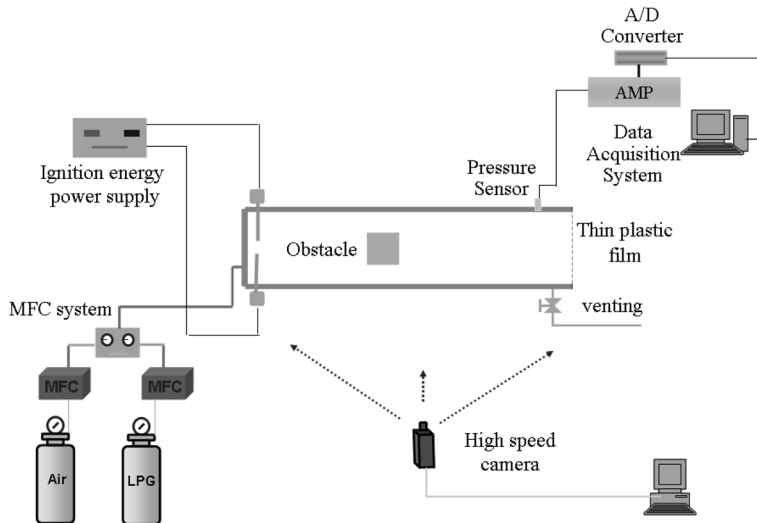 A/D
Converter
AMP
Data
Acquisition
System
Ignition energy
power supply
Pressure
Sensor
Obstacle
Thin plastic
film
MFC system
venting
MFC
MFC
High speed
camera
Air
LPG